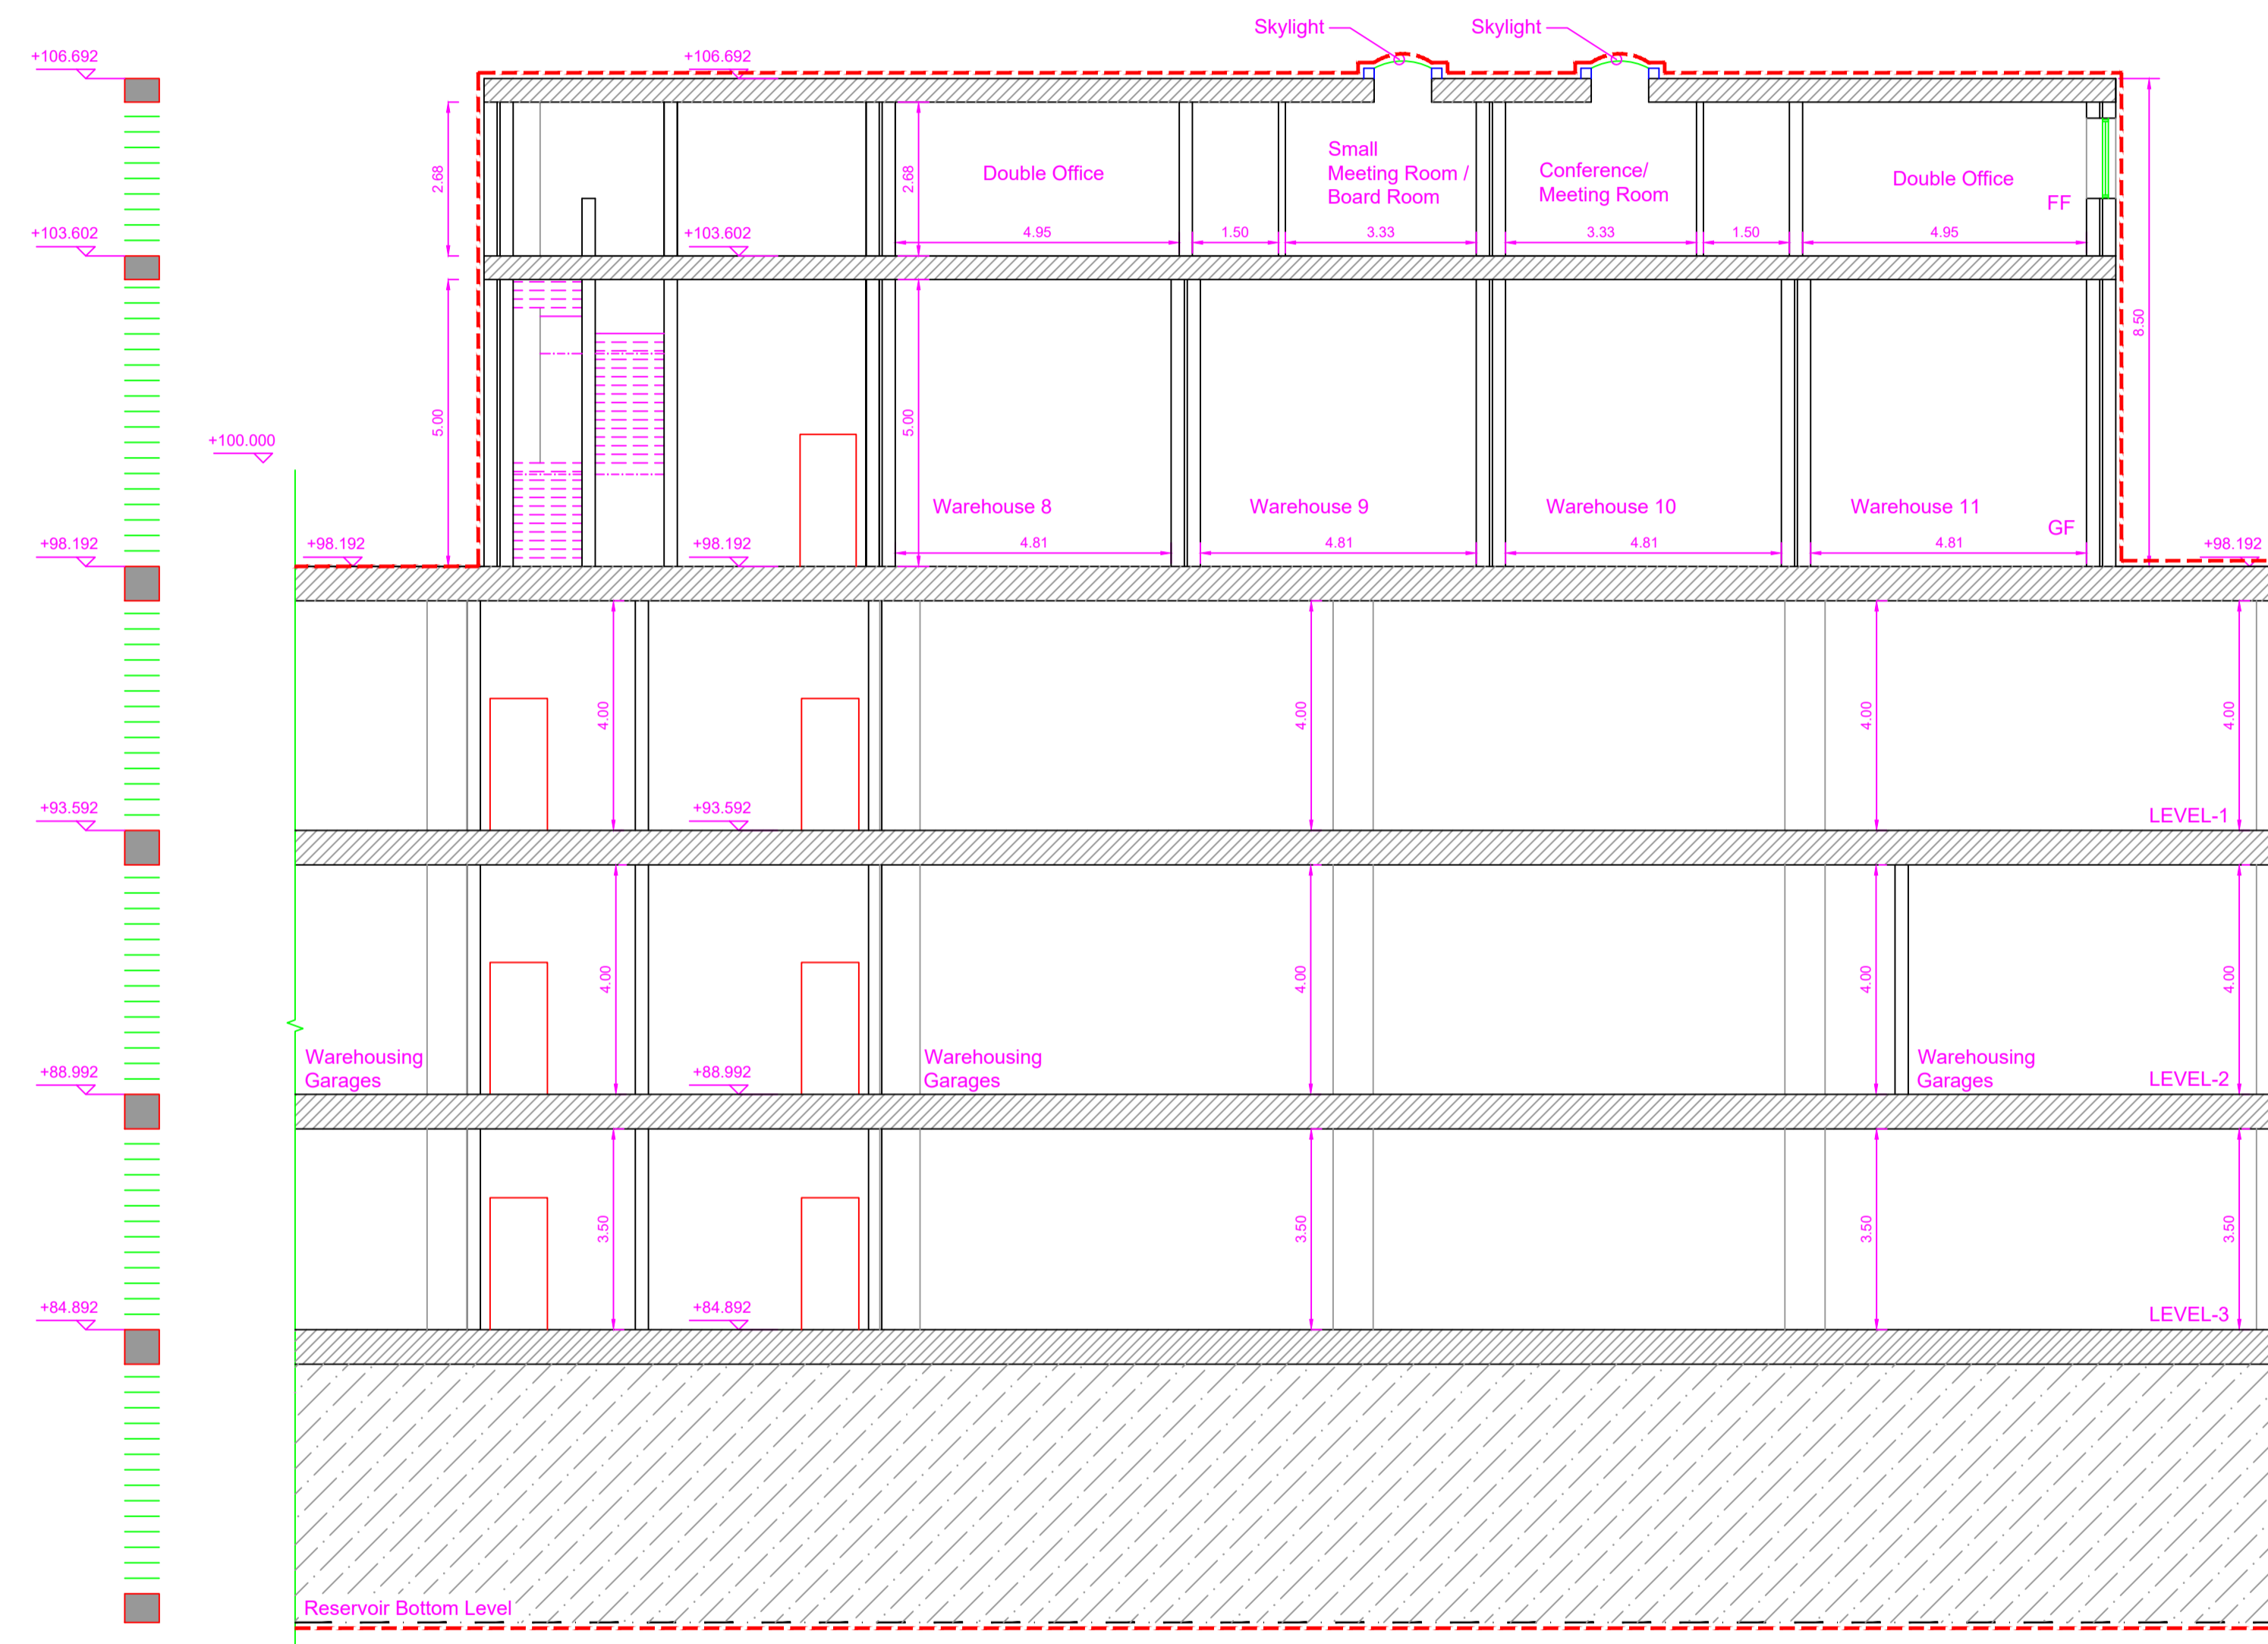 Skylight
Skylight
+106.692
+106.692
2.68
2.68
Double Office
Small
Meeting Room /
Board Room
Conference/
Meeting Room
Double Office
FF
+103.602
+103.602
4.95
1.50
3.33
3.33
1.50
4.95
8.50
5.00
5.00
+100.000
Warehouse 8
Warehouse 9
Warehouse 10
Warehouse 11
GF
+98.192
+98.192
+98.192
4.81
4.81
4.81
4.81
+98.192
4.00
4.00
4.00
4.00
+93.592
+93.592
LEVEL-1
4.00
4.00
4.00
4.00
Warehousing
Garages
Warehousing
Garages
Warehousing
Garages
+88.992
+88.992
LEVEL-2
3.50
3.50
3.50
3.50
+84.892
+84.892
LEVEL-3
Reservoir Bottom Level